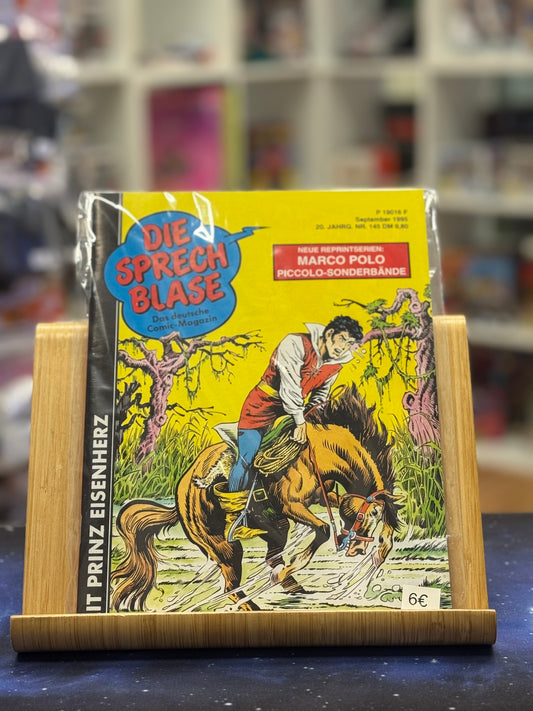 P 19016 F
September 1995
20. JAHRG. NR. 145 DM 9,80
DIE
SPRECH
BLASE
Das deutsche
Comic-Magazin
NEUE REPRINTSERIEN:
MARCO POLO
PICCOLO-SONDERBÄNDE
IT PRINZ EISENHERZ
6€